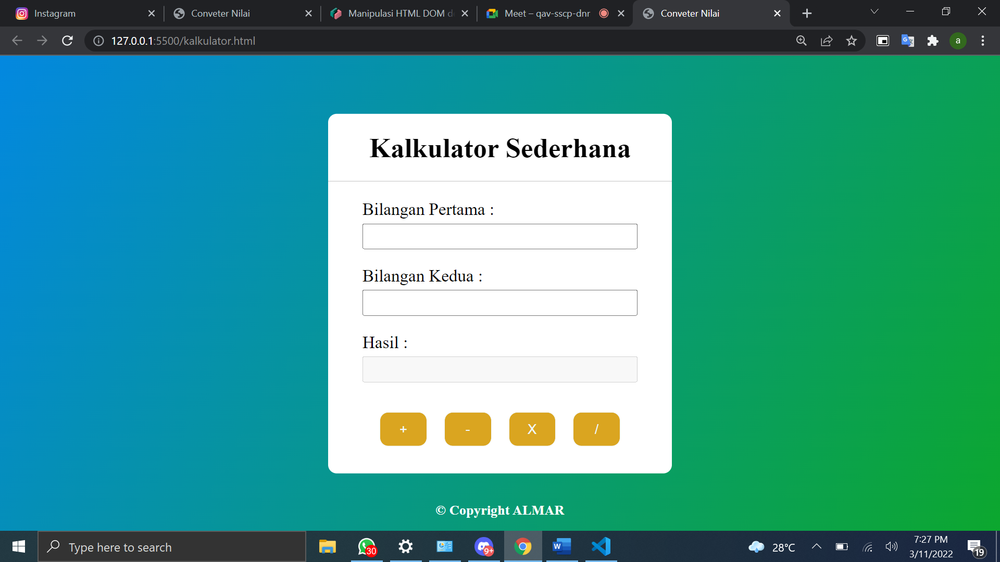 Instagram
Conveter Nilai
Manipulasi HTML DOM d
Meet – qav-sscp-dnr
Conveter Nilai
127.0.0.1:5500/kalkulator.html
a
Kalkulator Sederhana
Bilangan Pertama :
Bilangan Kedua :
Hasil :
+ - X /
© Copyright ALMAR
Type here to search
30
9+
W
28°C
7:27 PM
3/11/2022
19